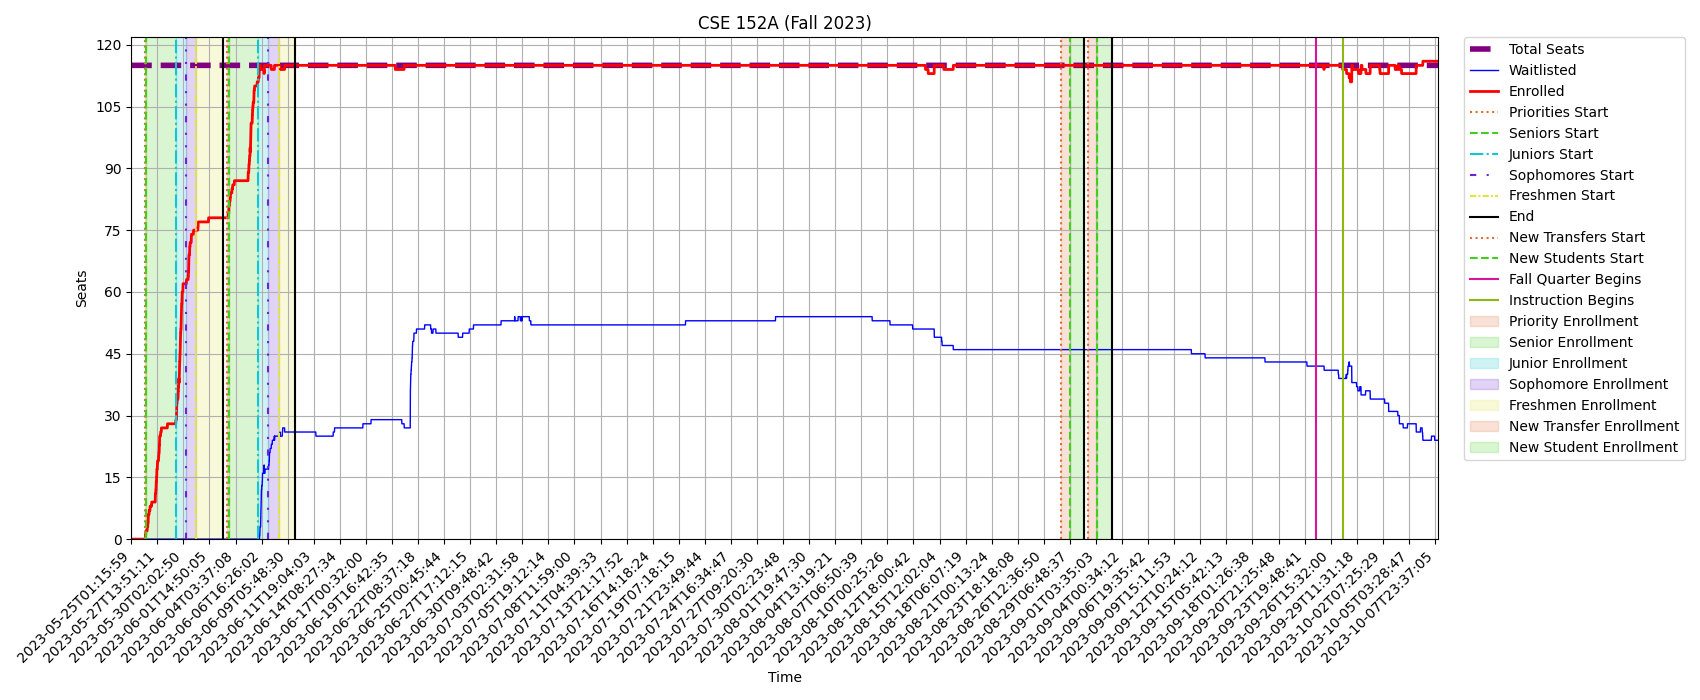 CSE 152A (Fall 2023)
Seats
120
105
90
75
60
45
30
15
0
2023-05-25T01:15:59
2023-05-27T13:51:11
2023-05-30T02:02:50
2023-06-01T14:50:05
2023-06-04T03:37:08
2023-06-06T16:26:02
2023-06-09T05:48:30
2023-06-11T19:04:03
2023-06-14T08:27:34
2023-06-17T00:32:00
2023-06-19T16:42:35
2023-06-22T08:37:18
2023-06-25T00:45:44
2023-06-27T17:12:15
2023-06-30T09:48:42
2023-07-03T02:31:58
2023-07-05T19:12:14
2023-07-08T11:59:00
2023-07-11T04:39:33
2023-07-13T21:17:52
2023-07-16T14:18:24
2023-07-19T07:18:15
2023-07-21T23:49:44
2023-07-24T16:34:47
2023-07-27T09:20:30
2023-07-30T02:23:48
2023-08-01T19:47:30
2023-08-04T13:19:21
2023-08-07T06:50:39
2023-08-10T00:25:26
2023-08-12T18:00:42
2023-08-15T12:02:04
2023-08-18T06:07:19
2023-08-21T00:13:24
2023-08-23T18:18:08
2023-08-26T12:36:50
2023-08-29T06:48:37
2023-09-01T03:35:03
2023-09-04T00:34:12
2023-09-06T19:35:42
2023-09-09T15:11:53
2023-09-12T10:24:12
2023-09-15T05:42:13
2023-09-18T01:26:38
2023-09-20T21:25:48
2023-09-23T19:48:41
2023-09-26T15:32:00
2023-09-29T11:31:18
2023-10-02T07:25:29
2023-10-05T03:28:47
2023-10-07T23:37:05
Time
Total Seats
Waitlisted
Enrolled
Priorities Start
Seniors Start
Juniors Start
Sophomores Start
Freshmen Start
End
New Transfers Start
New Students Start
Fall Quarter Begins
Instruction Begins
Priority Enrollment
Senior Enrollment
Junior Enrollment
Sophomore Enrollment
Freshmen Enrollment
New Transfer Enrollment
New Student Enrollment